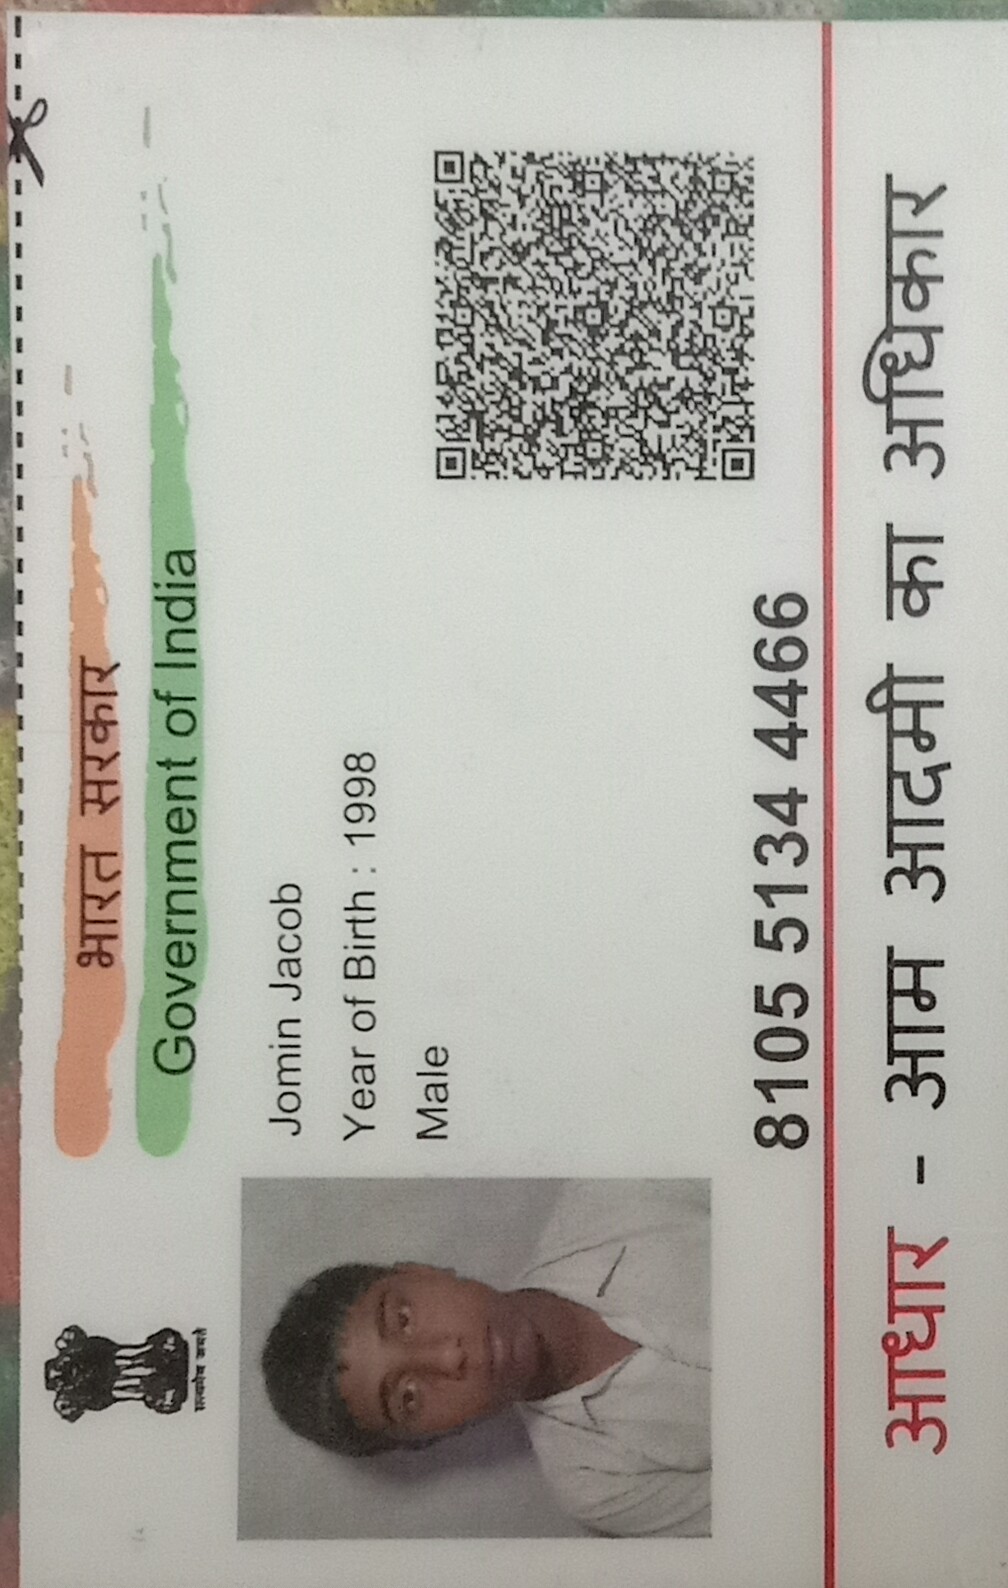 सत्यमेव जयते
भारत सरकार
Government of India
Jomin Jacob
Year of Birth : 1998
Male
8105 5134 4466
आधार - आम आदमी का अधिकार